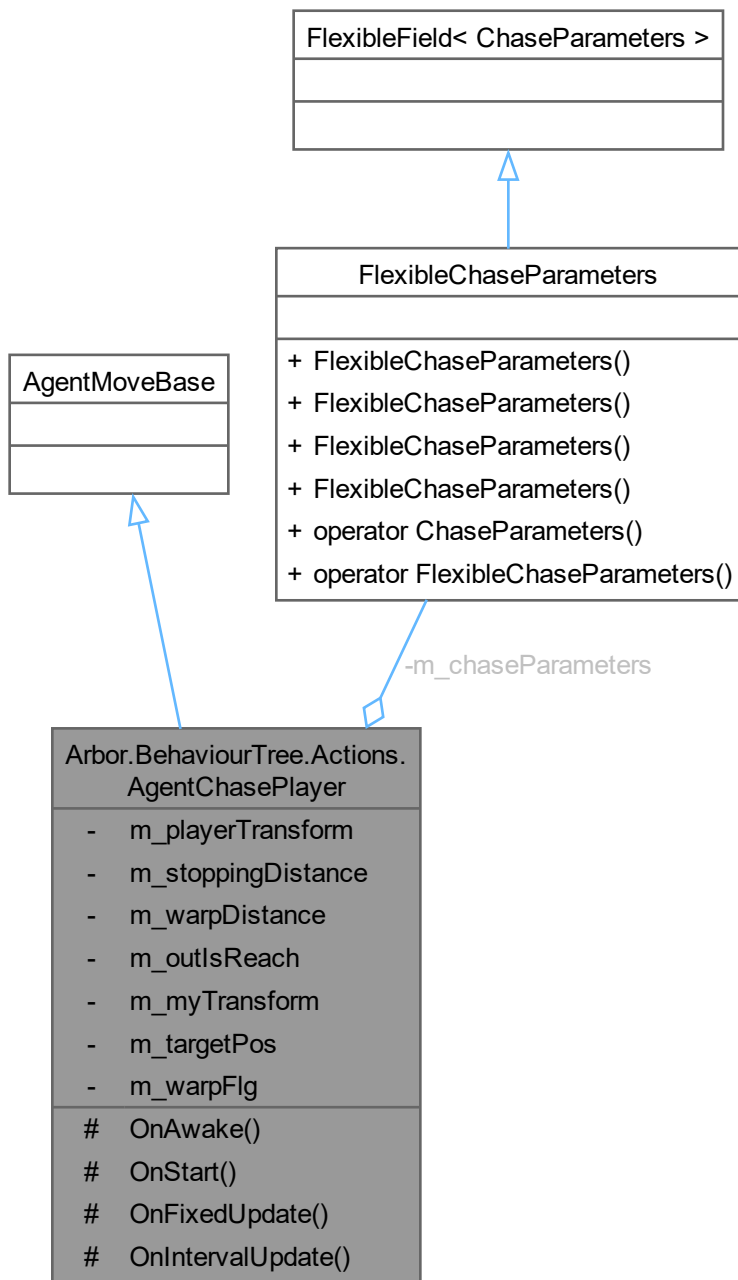 FlexibleField< ChaseParameters >
FlexibleChaseParameters
+ FlexibleChaseParameters()
+ FlexibleChaseParameters()
+ FlexibleChaseParameters()
+ FlexibleChaseParameters()
+ operator ChaseParameters()
+ operator FlexibleChaseParameters()
AgentMoveBase
-m_chaseParameters
Arbor.BehaviourTree.Actions.
AgentChasePlayer
- m_playerTransform
- m_stoppingDistance
- m_warpDistance
- m_outIsReach
- m_myTransform
- m_targetPos
- m_warpFlg
# OnAwake()
# OnStart()
# OnFixedUpdate()
# OnIntervalUpdate()